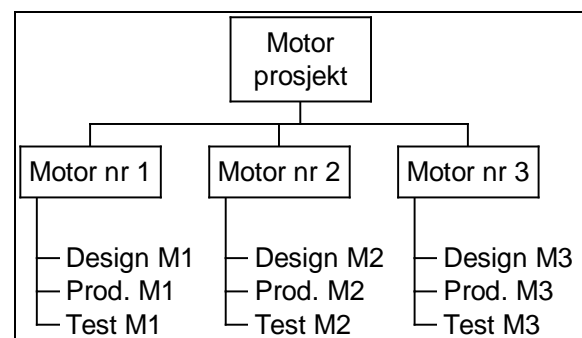 Motor
prosjekt
Motor nr 1
Motor nr 2
Motor nr 3
Design M1
Prod. M1
Test M1
Design M2
Prod. M2
Test M2
Design M3
Prod. M3
Test M3